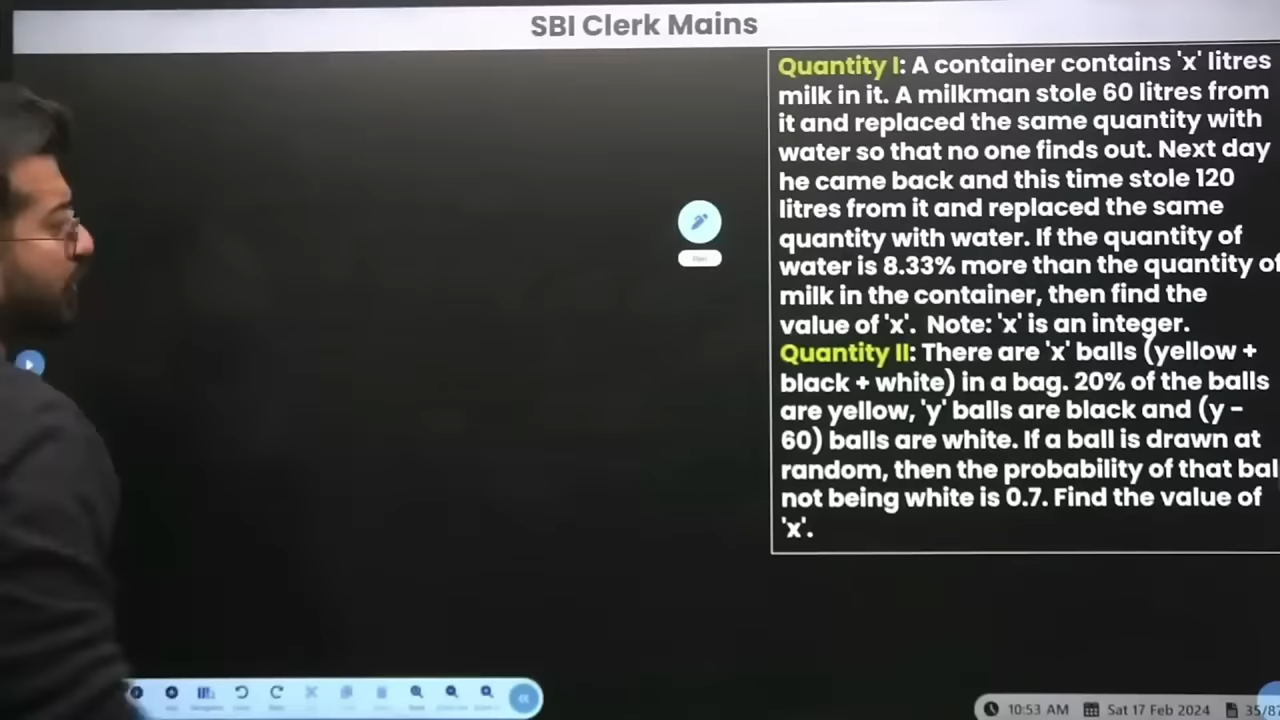 SBI Clerk Mains
Quantity I: A container contains 'x' litres
milk in it. A milkman stole 60 litres from
it and replaced the same quantity with
water so that no one finds out. Next day
he came back and this time stole 120
litres from it and replaced the same
quantity with water. If the quantity of
water is 8.33% more than the quantity of
milk in the container, then find the
value of 'x'. Note: 'x' is an integer.
Quantity II: There are 'x' balls (yellow +
black + white) in a bag. 20% of the balls
are yellow, 'y' balls are black and (y -
60) balls are white. If a ball is drawn at
random, then the probability of that bal
not being white is 0.7. Find the value of
'x'.
10:53 AM Sat 17 Feb 2024 35/87